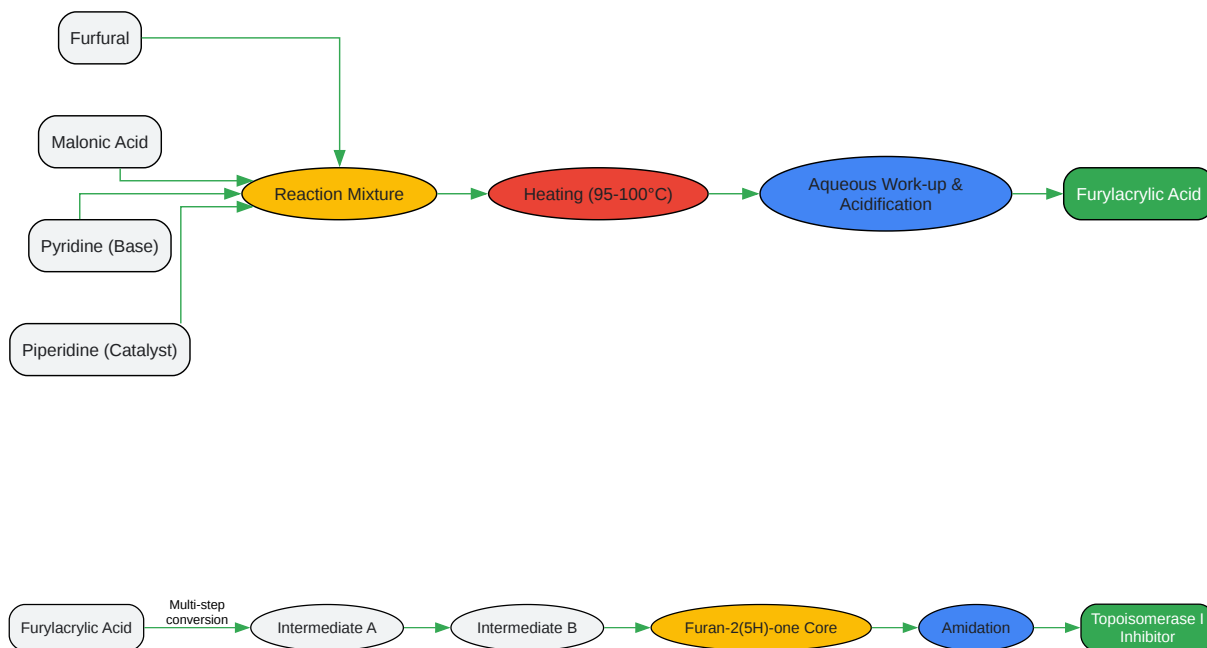 Furfural
Malonic Acid
Reaction Mixture
Heating (95-100°C)
Aqueous Work-up &
Acidification
Furylacrylic Acid
Pyridine (Base)
Piperidine (Catalyst)
Furylacrylic Acid
Multi-step
conversion
Intermediate A
Intermediate B
Furan-2(5H)-one Core
Amidation
Topoisomerase I
Inhibitor